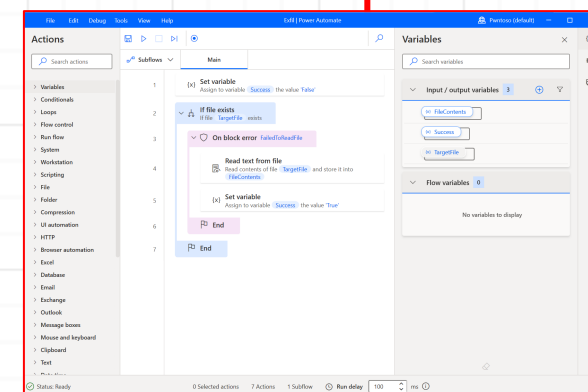 File Edit Debug Tools View Help
Exfil | Power Automate
Pwntoso (default)
Actions
Search actions
Variables
Conditionals
Loops
Flow control
Run flow
System
Workstation
Scripting
File
Folder
Compression
UI automation
HTTP
Browser automation
Excel
Database
Email
Exchange
Outlook
Message boxes
Mouse and keyboard
Clipboard
Text
Subflows
Main
1
{x} Set variable
Assign to variable Success the value 'False'
2
If file exists
If file TargetFile exists
3
On block error FailedToReadFile
4
Read text from file
Read contents of file TargetFile and store it into
FileContents
5
{x} Set variable
Assign to variable Success the value 'True'
6
End
7
End
Variables
Search variables
Input / output variables 3
(x) FileContents
(x) Success
(x) TargetFile
Flow variables 0
No variables to display
Status: Ready
0 Selected actions 7 Actions 1 Subflow Run delay 100 ms